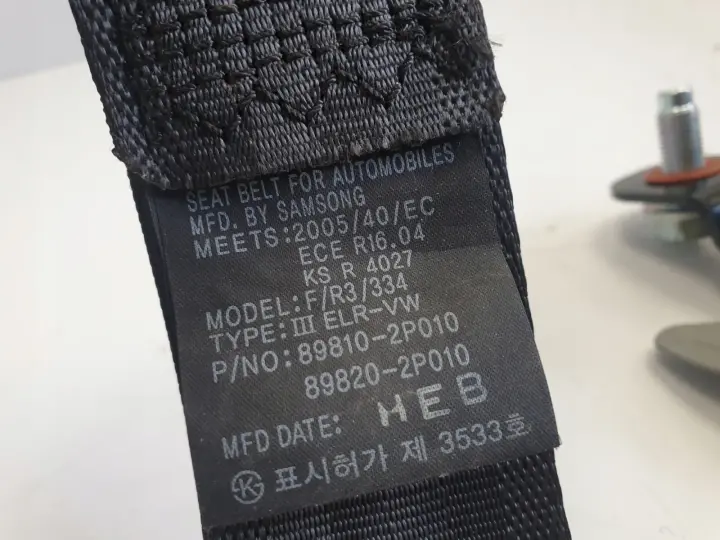 SEAT BELT FOR AUTOMOBILES
MFD. BY SAMSONG
MEETS:2005/40/EC
ECE R16.04
KS R 4027
MODEL:F/R3/334
TYPE:III ELR-VW
P/NO:89810-2P010
89820-2P010
MFD DATE: HEB
K 표시허가 제 3533호